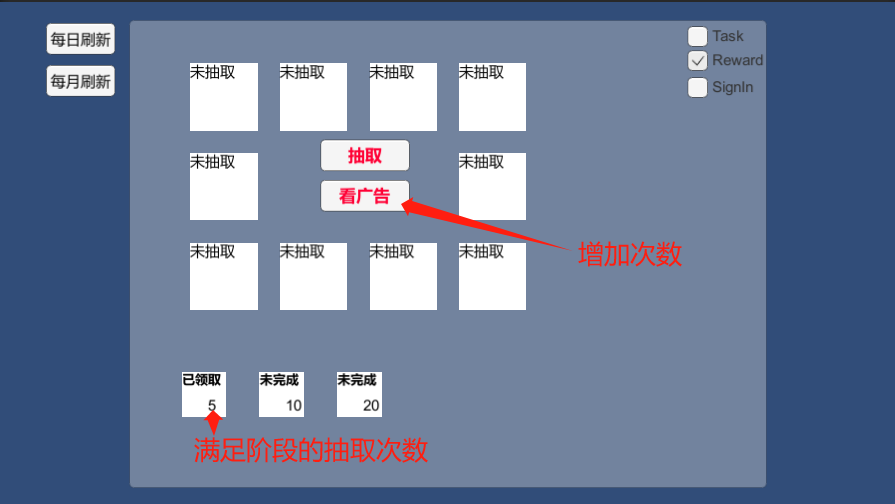 每日刷新
每月刷新
Task
Reward
SignIn
未抽取 未抽取 未抽取 未抽取
抽取
未抽取 未抽取
看广告
增加次数
未抽取 未抽取 未抽取 未抽取
已领取 未完成 未完成
5 10 20
满足阶段的抽取次数